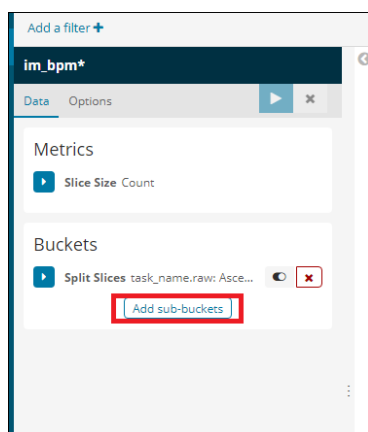 Add a filter +
im_bpm*
Data Options
Metrics
Slice Size Count
Buckets
Split Slices task_name.raw: Asce...
Add sub-buckets